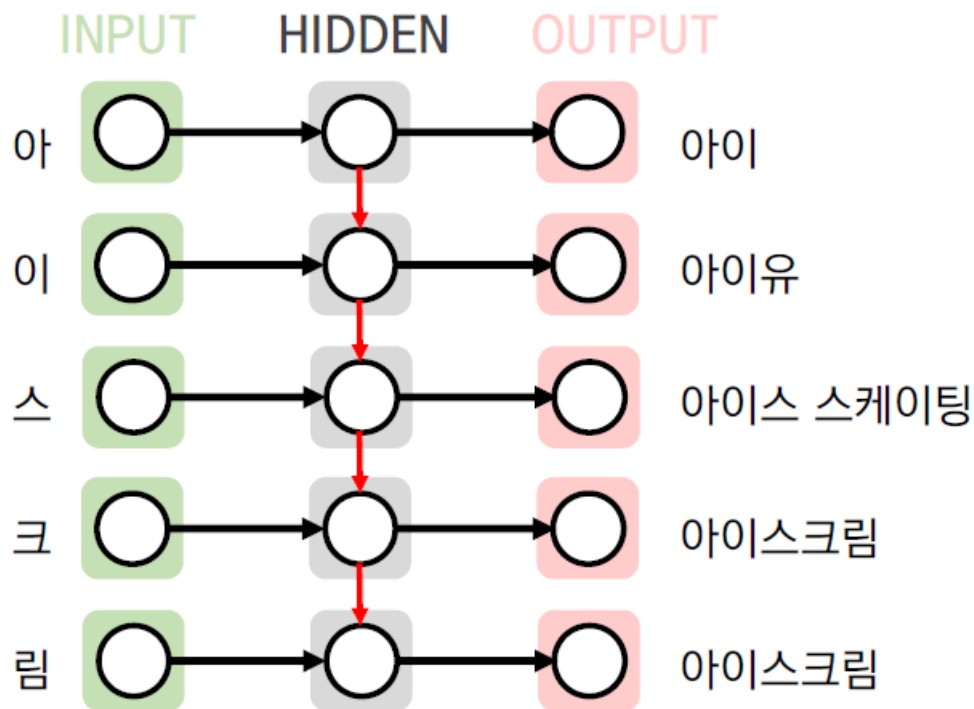 INPUT HIDDEN OUTPUT
아 아이
이 아이유
스 아이스 스케이팅
크 아이스크림
림 아이스크림